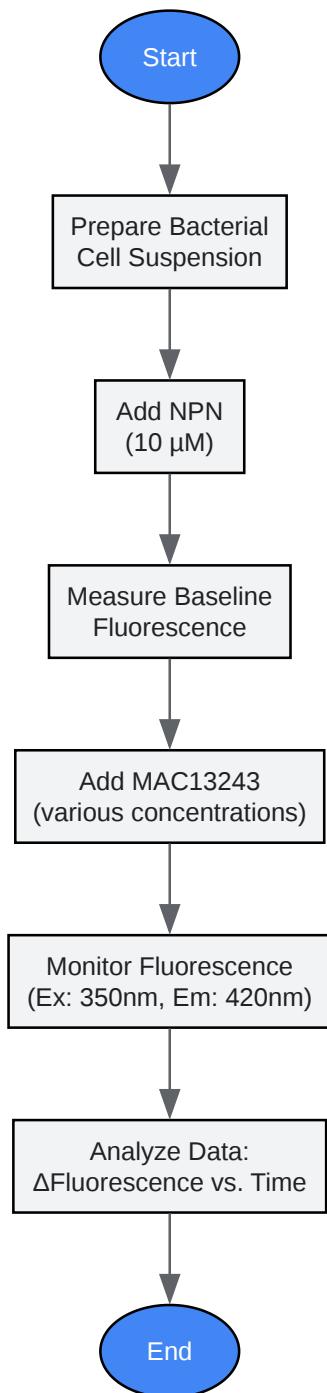 Start
Prepare Bacterial
Cell Suspension
Add NPN
(10 µM)
Measure Baseline
Fluorescence
Add MAC13243
(various concentrations)
Monitor Fluorescence
(Ex: 350nm, Em: 420nm)
Analyze Data:
ΔFluorescence vs. Time
End